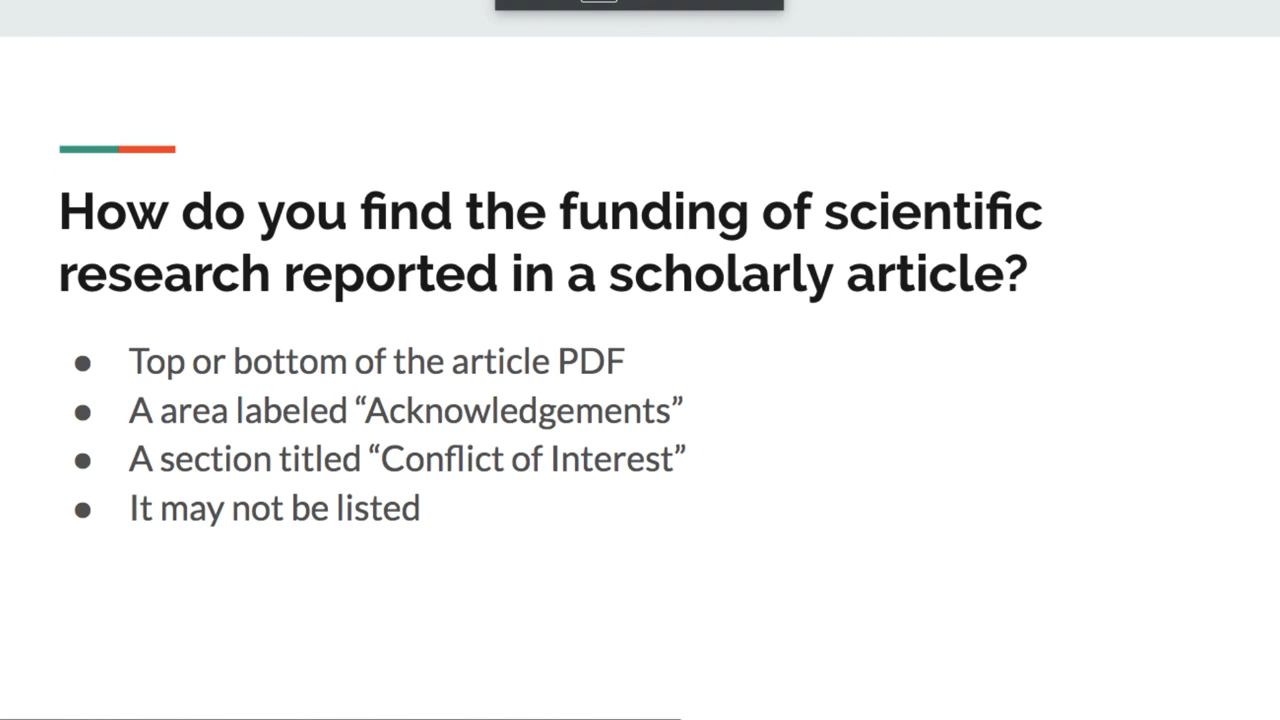 How do you find the funding of scientific
research reported in a scholarly article?
● Top or bottom of the article PDF
● A area labeled “Acknowledgements”
● A section titled “Conflict of Interest”
● It may not be listed